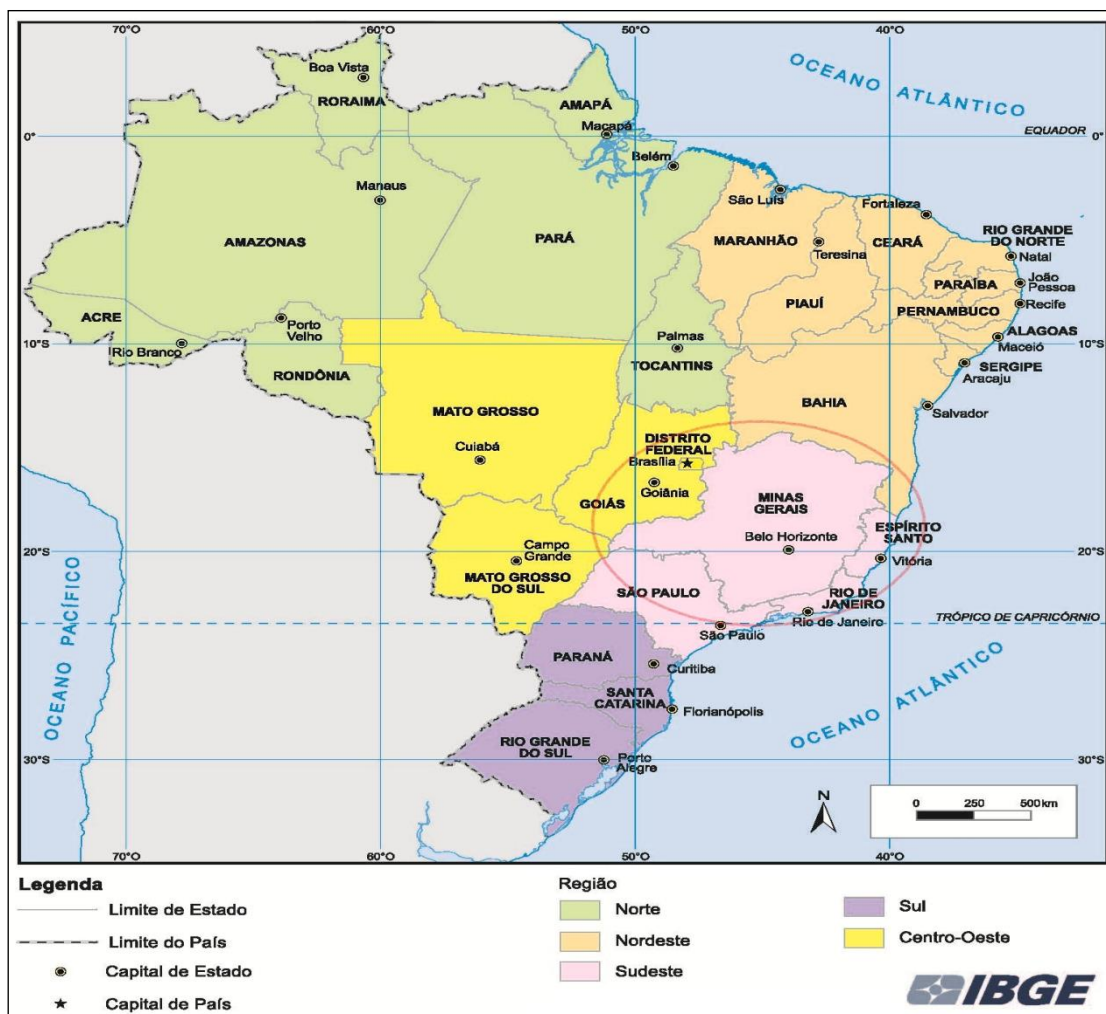 70°O
60°O
50°O
40°O
OCEANO ATLÂNTICO
Boa Vista
RORAIMA
AMAPÁ
Macapá
EQUADOR
0°
0°
Belém
Manaus
São Luís
Fortaleza
AMAZONAS
PARÁ
MARANHÃO
Teresina
CEARÁ
RIO GRANDE
DO NORTE
Natal
João
Pessoa
PARAÍBA
PIAUÍ
PERNAMBUCO
Recife
ACRE
Porto
Velho
Rio Branco
Palmas
ALAGOAS
Maceió
10°S
10°S
RONDÔNIA
TOCANTINS
SERGIPE
Aracaju
MATO GROSSO
BAHIA
Salvador
Cuiabá
DISTRITO
FEDERAL
Brasília
Goiânia
GOIÁS
MINAS
GERAIS
ESPÍRITO
SANTO
Belo Horizonte
20°S
20°S
Campo
Grande
Vitória
MATO GROSSO
DO SUL
SÃO PAULO
RIO DE
JANEIRO
Rio de Janeiro
São Paulo
TRÓPICO DE CAPRICÓRNIO
OCEANO PACÍFICO
PARANÁ
Curitiba
SANTA
CATARINA
Florianópolis
OCEANO ATLÂNTICO
RIO GRANDE
DO SUL
Porto
Alegre
30°S
30°S
N
0 250 500 km
70°O
60°O
50°O
40°O
Legenda
Limite de Estado
Limite do País
Capital de Estado
Capital de País
Região
Norte
Nordeste
Sudeste
Sul
Centro-Oeste
IBGE